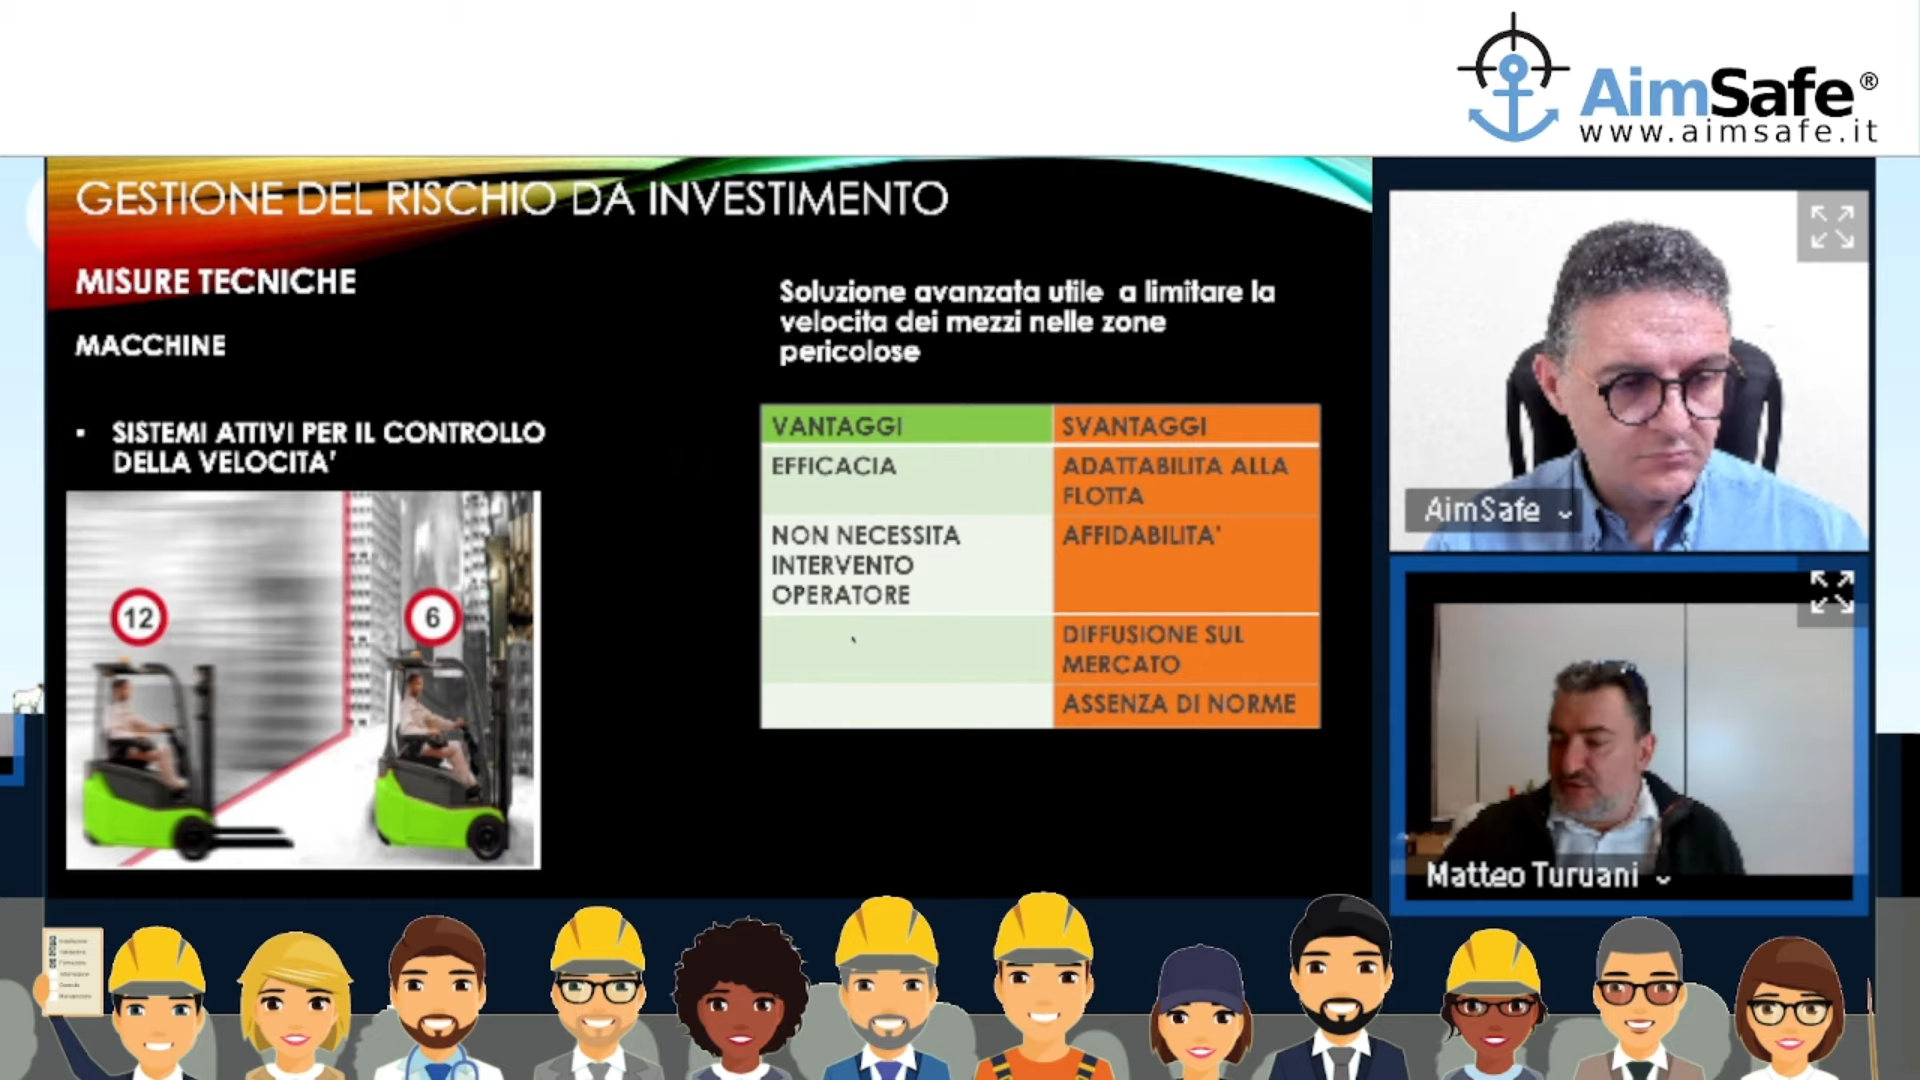 AimSafe®
www.aimsafe.it
GESTIONE DEL RISCHIO DA INVESTIMENTO
MISURE TECNICHE
MACCHINE
▪ SISTEMI ATTIVI PER IL CONTROLLO
DELLA VELOCITA'
12
6
Soluzione avanzata utile a limitare la
velocita dei mezzi nelle zone
pericolose
VANTAGGI
SVANTAGGI
EFFICACIA
ADATTABILITA ALLA
FLOTTA
NON NECESSITA
INTERVENTO
OPERATORE
AFFIDABILITA'
DIFFUSIONE SUL
MERCATO
ASSENZA DI NORME
AimSafe
Matteo Turuani